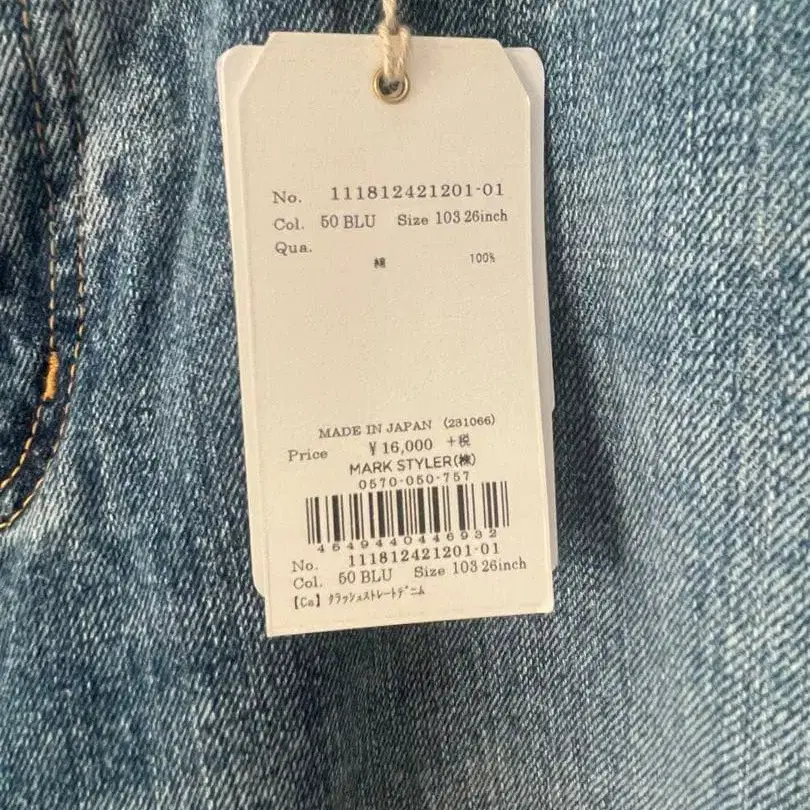 No. 111812421201-01
Col. 50 BLU Size 103 26inch
Qua.
綿 100%
MADE IN JAPAN (231066)
Price ¥16,000 +税
MARK STYLER(株)
0570-050-757
4549440446932
No. 111812421201-01
Col. 50 BLU Size 103 26inch
【Ca】クラッシュストレートデニム